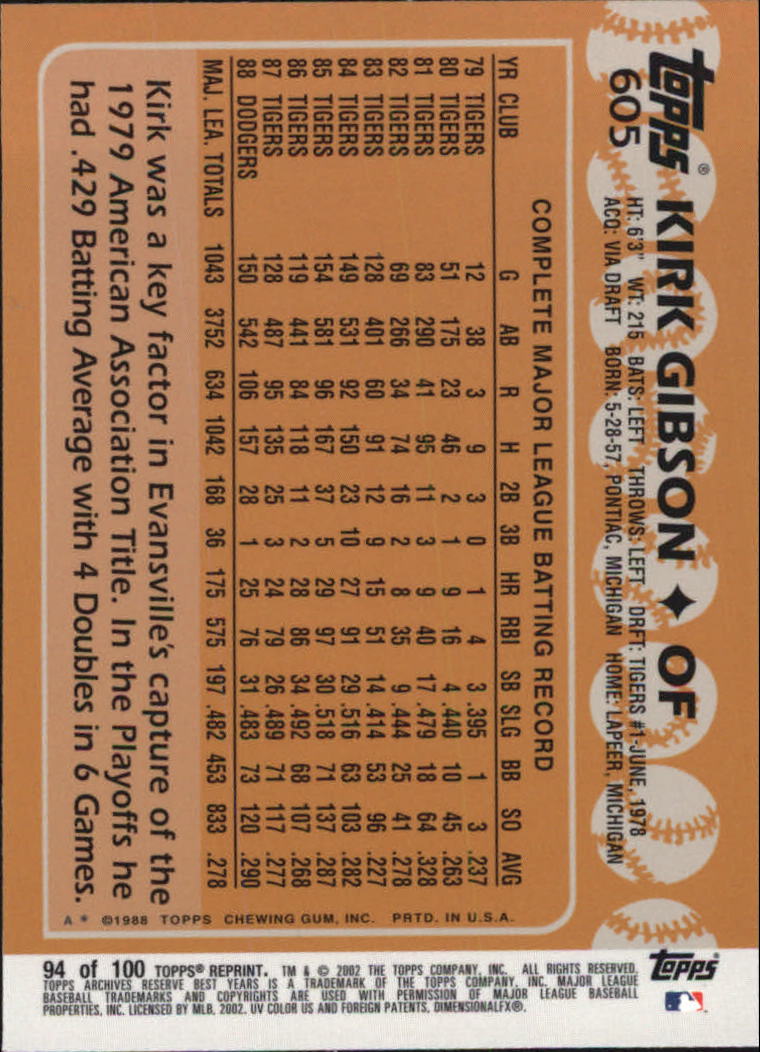 topps® KIRK GIBSON ✦ OF
605 HT: 6'3" WT: 215 BATS: LEFT THROWS: LEFT DRFT: TIGERS #1-JUNE, 1978
ACQ: VIA DRAFT BORN: 5-28-57, PONTIAC, MICHIGAN HOME: LAPEER, MICHIGAN
COMPLETE MAJOR LEAGUE BATTING RECORD
YR CLUB G AB R H 2B 3B HR RBI SB SLG BB SO AVG
79 TIGERS 12 38 3 9 3 0 1 4 3 .395 1 3 .237
80 TIGERS 51 175 23 46 2 1 9 16 4 .440 10 45 .263
81 TIGERS 83 290 41 95 11 3 9 40 17 .479 18 64 .328
82 TIGERS 69 266 34 74 16 2 8 35 9 .444 25 41 .278
83 TIGERS 128 401 60 91 12 9 15 51 14 .414 53 96 .227
84 TIGERS 149 531 92 150 23 10 27 91 29 .516 63 103 .282
85 TIGERS 154 581 96 167 37 5 29 97 30 .518 71 137 .287
86 TIGERS 119 441 84 118 11 2 28 86 34 .492 68 107 .268
87 TIGERS 128 487 95 135 25 3 24 79 26 .489 71 117 .277
88 DODGERS 150 542 106 157 28 1 25 76 31 .483 73 120 .290
MAJ. LEA. TOTALS 1043 3752 634 1042 168 36 175 575 197 .482 453 833 .278
Kirk was a key factor in Evansville's capture of the
1979 American Association Title. In the Playoffs he
had .429 Batting Average with 4 Doubles in 6 Games.
A * ©1988 TOPPS CHEWING GUM, INC. PRTD. IN U.S.A.
94 of 100 TOPPS® REPRINT. TM & © 2002 THE TOPPS COMPANY, INC. ALL RIGHTS RESERVED.
TOPPS ARCHIVES RESERVE BEST YEARS IS A TRADEMARK OF THE TOPPS COMPANY, INC. MAJOR LEAGUE
BASEBALL TRADEMARKS AND COPYRIGHTS ARE USED WITH PERMISSION OF MAJOR LEAGUE BASEBALL
PROPERTIES, INC. LICENSED BY MLB, 2002. UV COLOR US AND FOREIGN PATENTS, DIMENSIONALFX®.
topps